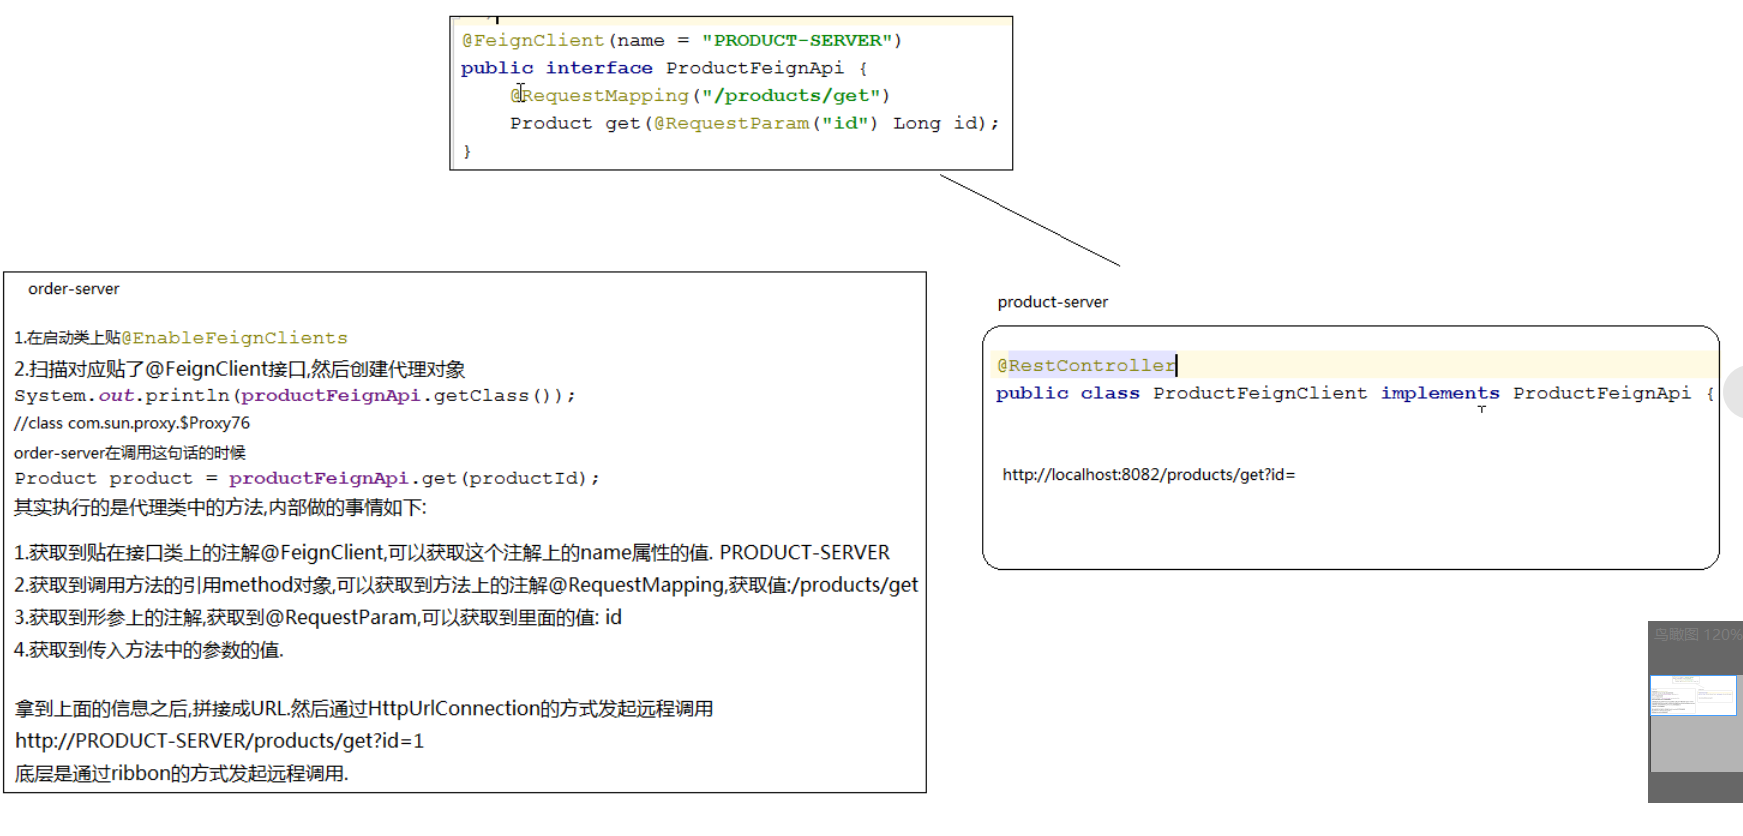 @FeignClient(name = "PRODUCT-SERVER")
public interface ProductFeignApi {
@RequestMapping("/products/get")
Product get(@RequestParam("id") Long id);
}
order-server
1.在启动类上贴@EnableFeignClients
2.扫描对应贴了@FeignClient接口,然后创建代理对象
System.out.println(productFeignApi.getClass());
//class com.sun.proxy.$Proxy76
order-server在调用这句话的时候
Product product = productFeignApi.get(productId);
其实执行的是代理类中的方法,内部做的事情如下:
1.获取到贴在接口类上的注解@FeignClient,可以获取这个注解上的name属性的值. PRODUCT-SERVER
2.获取到调用方法的引用method对象,可以获取到方法上的注解@RequestMapping,获取值:/products/get
3.获取到形参上的注解,获取到@RequestParam,可以获取到里面的值: id
4.获取到传入方法中的参数的值.
拿到上面的信息之后,拼接成URL.然后通过HttpUrlConnection的方式发起远程调用
http://PRODUCT-SERVER/products/get?id=1
底层是通过ribbon的方式发起远程调用.
product-server
@RestController
public class ProductFeignClient implements ProductFeignApi {
http://localhost:8082/products/get?id=
鸟瞰图 120%